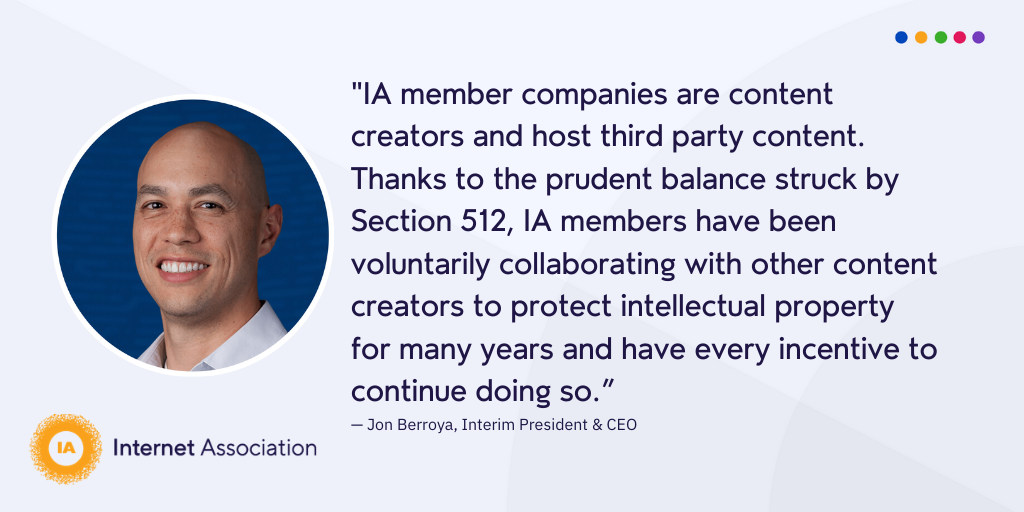 "IA member companies are content
creators and host third party content.
Thanks to the prudent balance struck by
Section 512, IA members have been
voluntarily collaborating with other content
creators to protect intellectual property
for many years and have every incentive to
continue doing so.”
— Jon Berroya, Interim President & CEO
IA Internet Association